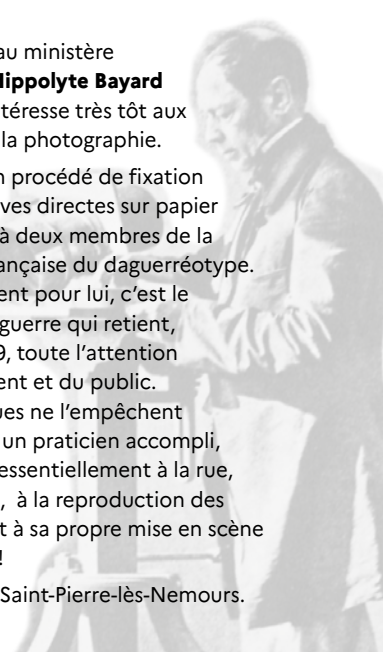 au ministère
Hippolyte Bayard
téresse très tôt aux
la photographie.
n procédé de fixation
ves directes sur papier
à deux membres de la
ançaise du daguerréotype.
ent pour lui, c'est le
guerre qui retient,
9, toute l'attention
ent et du public.
ues ne l'empêchent
un praticien accompli,
essentiellement à la rue,
, à la reproduction des
t à sa propre mise en scène
!
Saint-Pierre-lès-Nemours.